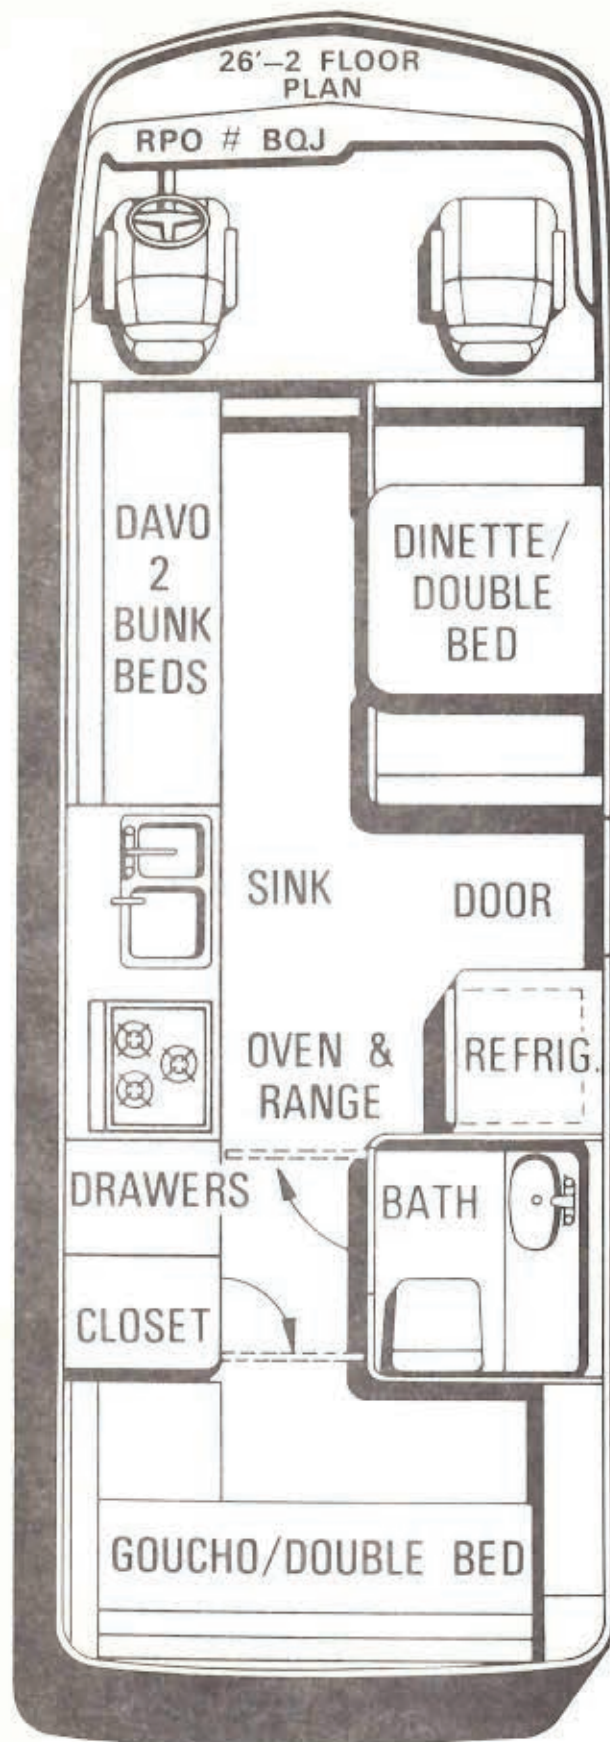 26'–2 FLOOR
PLAN
RPO # BQJ
DAVO
2
BUNK
BEDS
DINETTE/
DOUBLE
BED
SINK
DOOR
OVEN &
RANGE
REFRIG.
DRAWERS
BATH
CLOSET
GOUCHO/DOUBLE BED